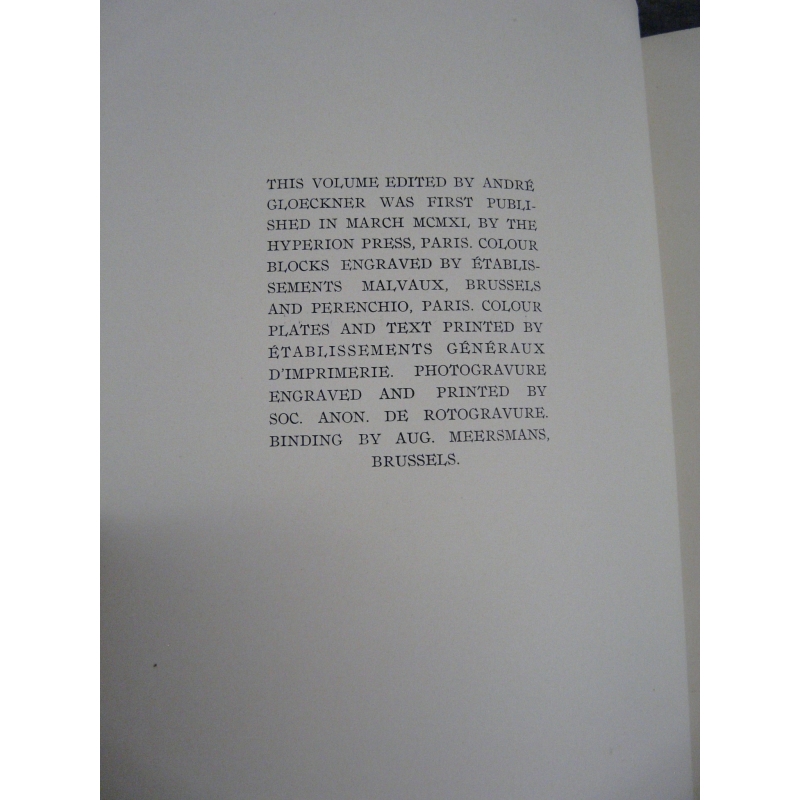 THIS VOLUME EDITED BY ANDRÉ
GLOECKNER WAS FIRST PUBLI-
SHED IN MARCH MCMXL BY THE
HYPERION PRESS, PARIS. COLOUR
BLOCKS ENGRAVED BY ÉTABLIS-
SEMENTS MALVAUX, BRUSSELS
AND PERENCHIO, PARIS. COLOUR
PLATES AND TEXT PRINTED BY
ÉTABLISSEMENTS GÉNÉRAUX
D'IMPRIMERIE. PHOTOGRAVURE
ENGRAVED AND PRINTED BY
SOC. ANON. DE ROTOGRAVURE.
BINDING BY AUG. MEERSMANS,
BRUSSELS.